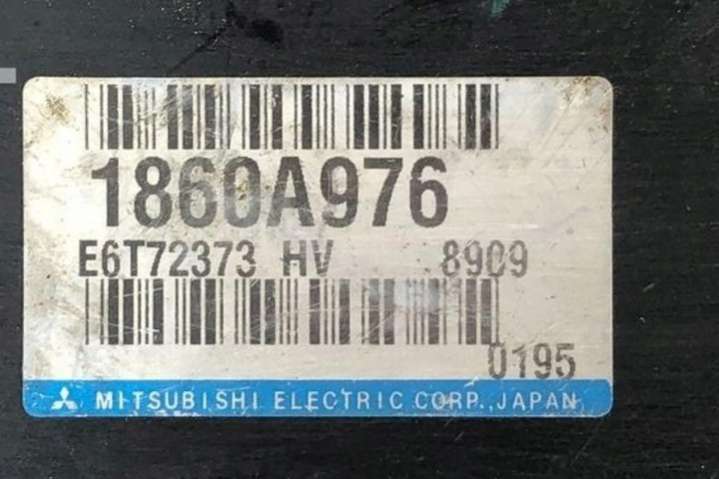 1860A976
E6T72373 HV 8909
0195
MITSUBISHI ELECTRIC CORP., JAPAN